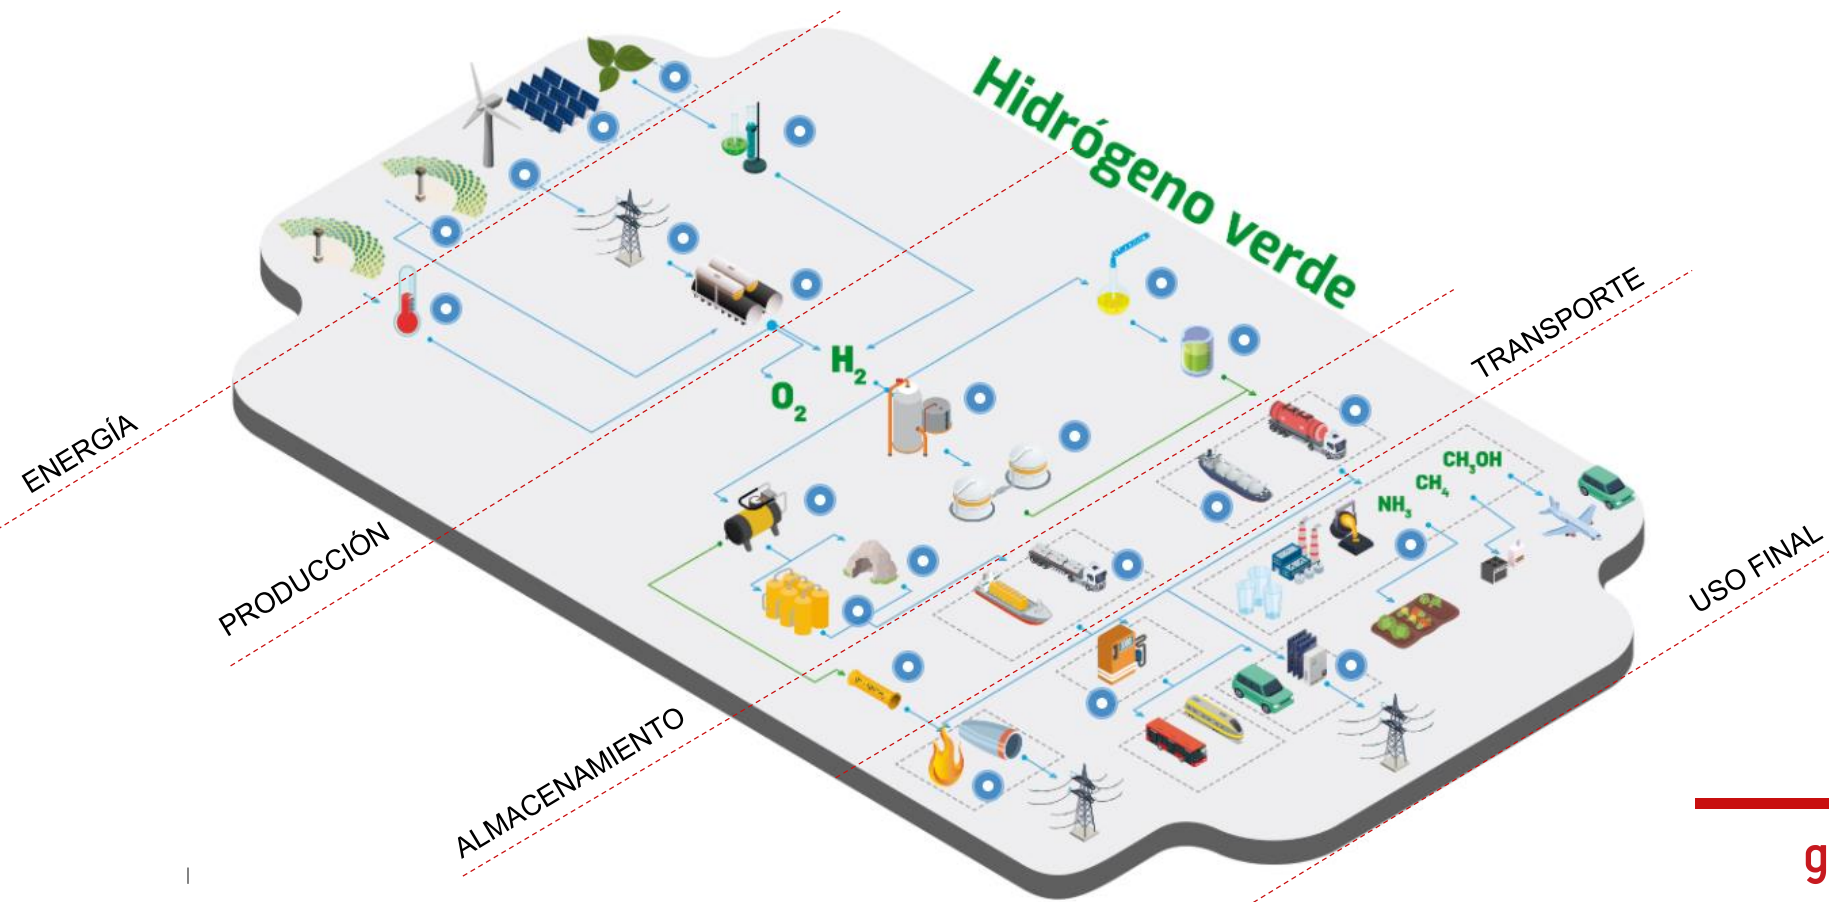 Hidrógeno verde
ENERGÍA
PRODUCCIÓN
ALMACENAMIENTO
TRANSPORTE
USO FINAL
H₂
O₂
CH₃OH
CH₄
NH₃
g